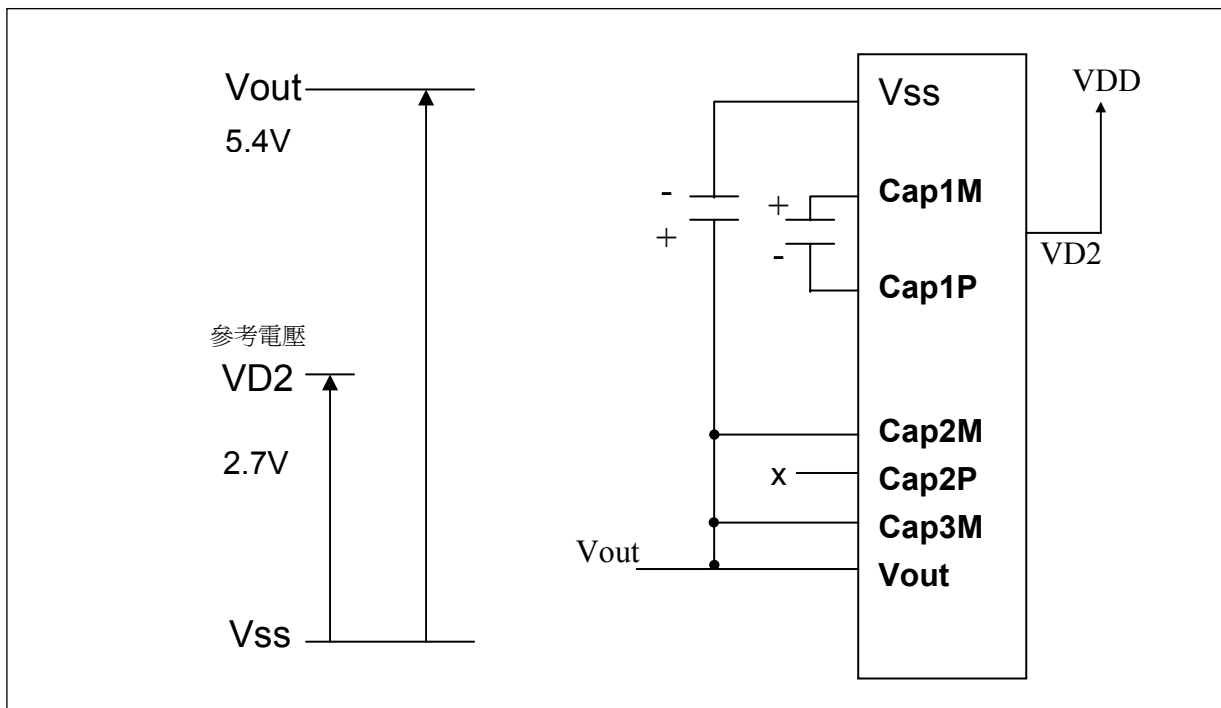 Vout
5.4V
參考電壓
VD2
2.7V
Vss
Vss
VDD
-
+
+
-
Cap1M
VD2
Cap1P
Cap2M
x
Cap2P
Cap3M
Vout
Vout